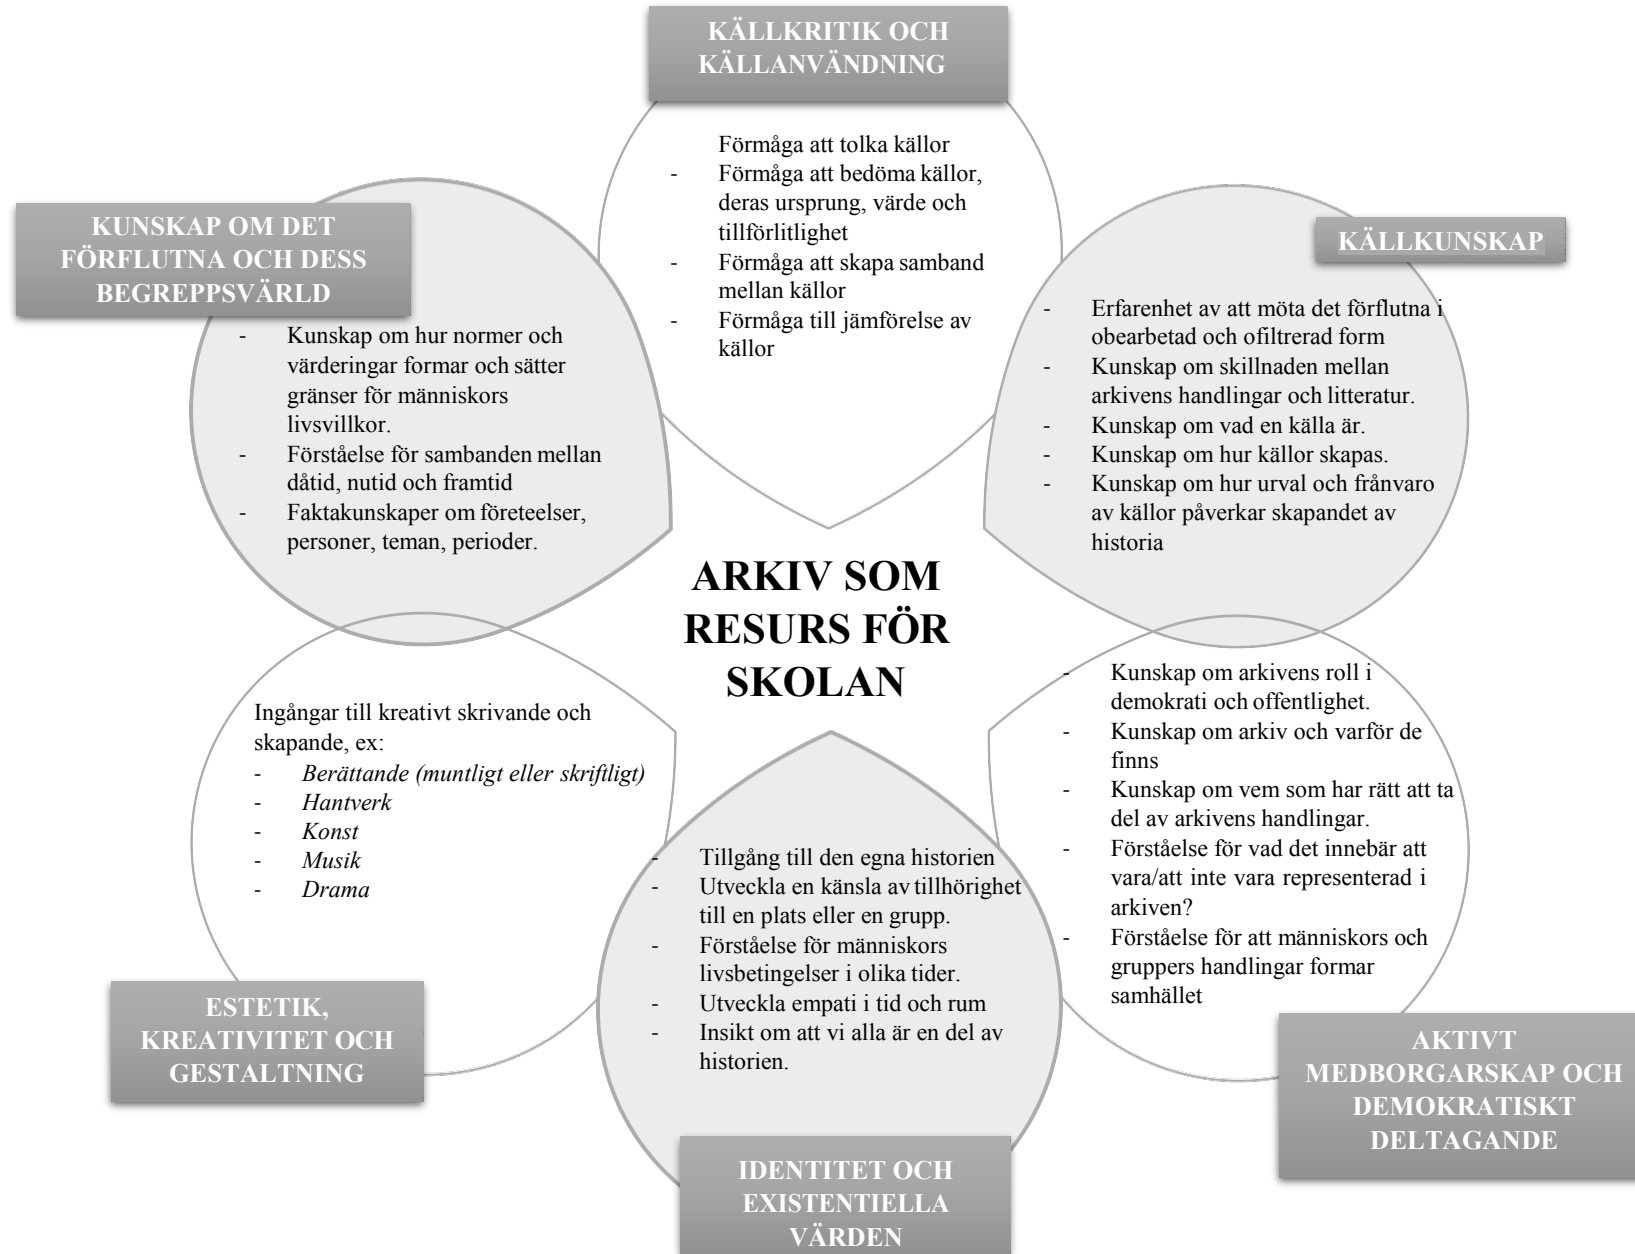 KÄLLKRITIK OCH
KÄLLANVÄNDNING
Förmåga att tolka källor
- Förmåga att bedöma källor,
deras ursprung, värde och
tillförlitlighet
- Förmåga att skapa samband
mellan källor
- Förmåga till jämförelse av
källor
KUNSKAP OM DET
FÖRFLUTNA OCH DESS
BEGREPPSVÄRLD
- Kunskap om hur normer och
värderingar formar och sätter
gränser för människors
livsvillkor.
- Förståelse för sambanden mellan
dåtid, nutid och framtid
- Faktakunskaper om företeelser,
personer, teman, perioder.
KÄLLKUNSKAP
- Erfarenhet av att möta det förflutna i
obearbetad och ofiltrerad form
- Kunskap om skillnaden mellan
arkivens handlingar och litteratur.
- Kunskap om vad en källa är.
- Kunskap om hur källor skapas.
- Kunskap om hur urval och frånvaro
av källor påverkar skapandet av
historia
ARKIV SOM
RESURS FÖR
SKOLAN
Ingångar till kreativt skrivande och
skapande, ex:
- Berättande (muntligt eller skriftligt)
- Hantverk
- Konst
- Musik
- Drama
ESTETIK,
KREATIVITET OCH
GESTALTNING
- Tillgång till den egna historien
- Utveckla en känsla av tillhörighet
till en plats eller en grupp.
- Förståelse för människors
livsbetingelser i olika tider.
- Utveckla empati i tid och rum
- Insikt om att vi alla är en del av
historien.
IDENTITET OCH
EXISTENTIELLA
VÄRDEN
- Kunskap om arkivens roll i
demokrati och offentlighet.
- Kunskap om arkiv och varför de
finns
- Kunskap om vem som har rätt att ta
del av arkivens handlingar.
- Förståelse för vad det innebär att
vara/att inte vara representerad i
arkiven?
- Förståelse för att människors och
gruppers handlingar formar
samhället
AKTIVT
MEDBORGARSKAP OCH
DEMOKRATISKT
DELTAGANDE